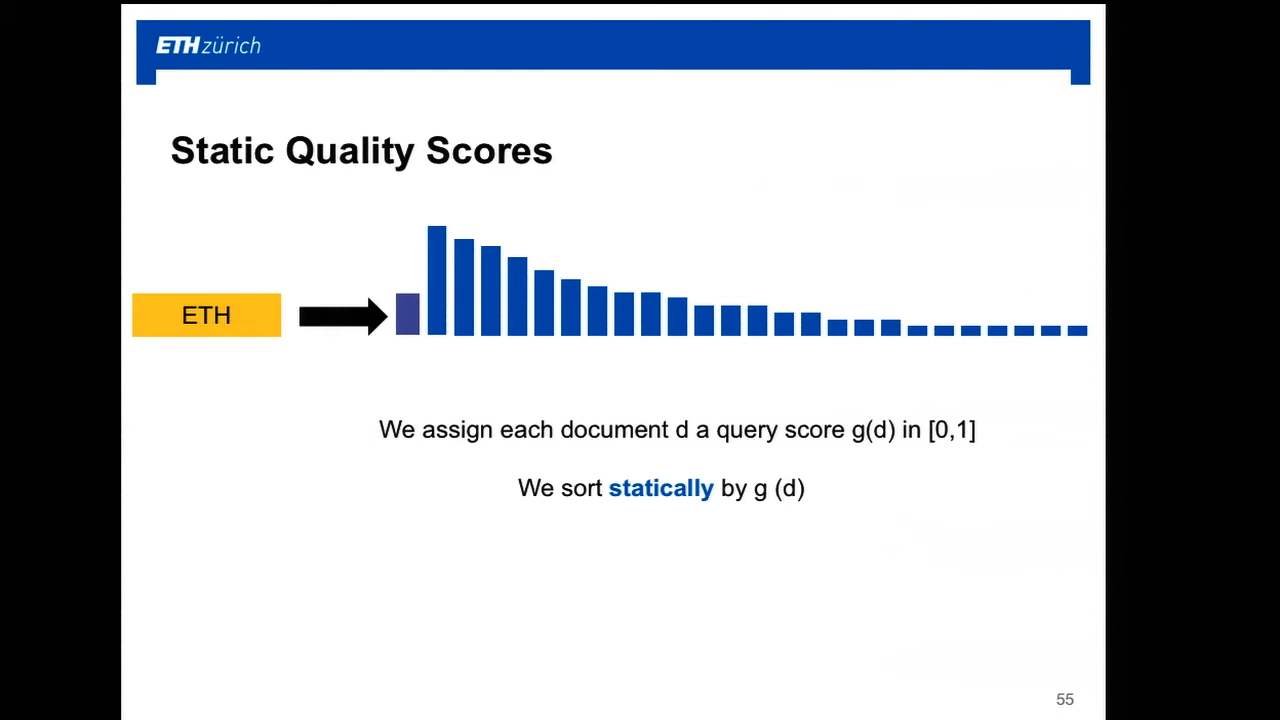 ETH zürich
Static Quality Scores
ETH
We assign each document d a query score g(d) in [0,1]
We sort statically by g (d)
55